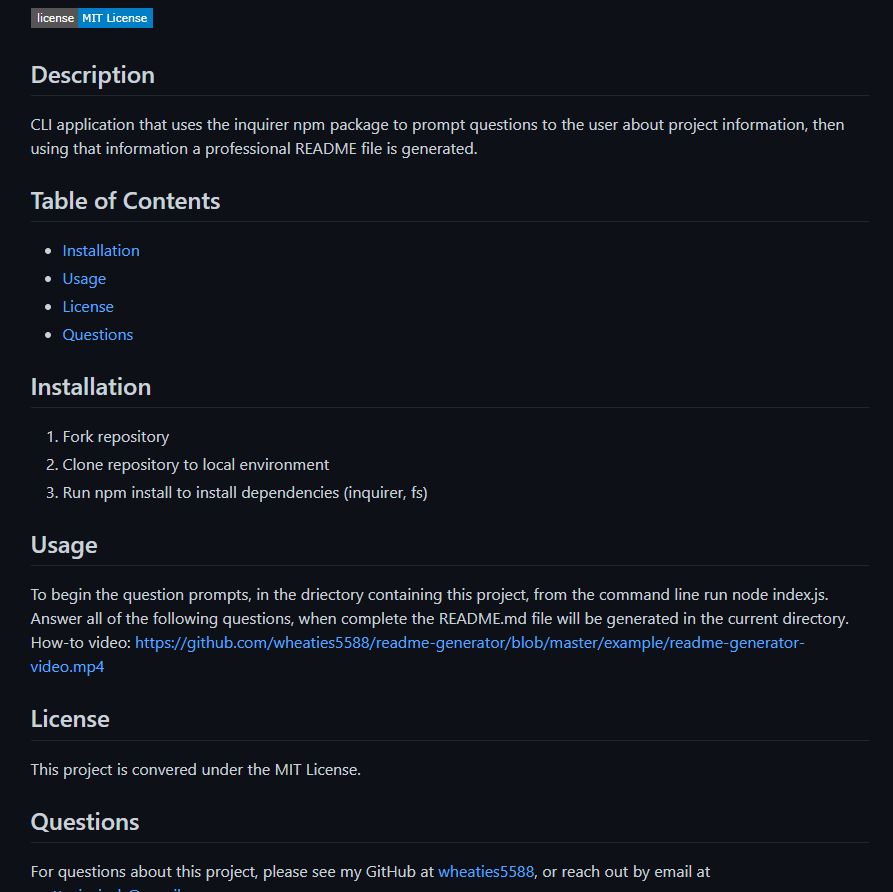 license MIT License
Description
CLI application that uses the inquirer npm package to prompt questions to the user about project information, then
using that information a professional README file is generated.
Table of Contents
Installation
Usage
License
Questions
Installation
1. Fork repository
2. Clone repository to local environment
3. Run npm install to install dependencies (inquirer, fs)
Usage
To begin the question prompts, in the driectory containing this project, from the command line run node index.js.
Answer all of the following questions, when complete the README.md file will be generated in the current directory.
How-to video: https://github.com/wheaties5588/readme-generator/blob/master/example/readme-generator-
video.mp4
License
This project is convered under the MIT License.
Questions
For questions about this project, please see my GitHub at wheaties5588, or reach out by email at